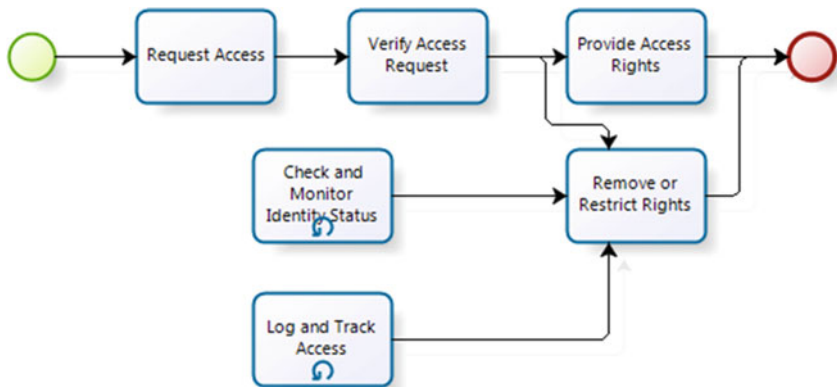 Request Access
Verify Access
Request
Provide Access
Rights
Check and
Monitor
Identity Status
Remove or
Restrict Rights
Log and Track
Access